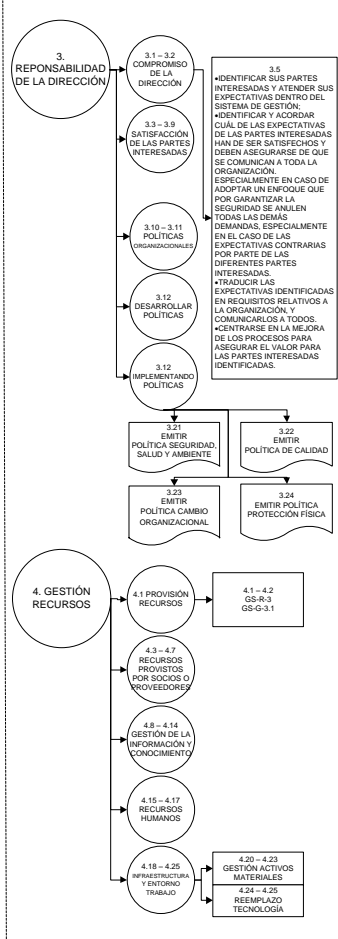 3.
REPONSABILIDAD
DE LA DIRECCIÓN
3.1 – 3.2
COMPROMISO
DE LA
DIRECCIÓN
3.3 – 3.9
SATISFACCIÓN
DE LAS PARTES
INTERESADAS
3.10 – 3.11
POLÍTICAS
ORGANIZACIONALES
3.12
DESARROLLAR
POLÍTICAS
3.12
IMPLEMENTANDO
POLÍTICAS
3.5
•IDENTIFICAR SUS PARTES
INTERESADAS Y ATENDER SUS
EXPECTATIVAS DENTRO DEL
SISTEMA DE GESTIÓN;
•IDENTIFICAR Y ACORDAR
CUÁL DE LAS EXPECTATIVAS
DE LAS PARTES INTERESADAS
HAN DE SER SATISFECHOS Y
DEBEN ASEGURARSE DE QUE
SE COMUNICAN A TODA LA
ORGANIZACIÓN.
ESPECIALMENTE EN CASO DE
ADOPTAR UN ENFOQUE QUE
POR GARANTIZAR LA
SEGURIDAD SE ANULEN
TODAS LAS DEMÁS
DEMANDAS, ESPECIALMENTE
EN EL CASO DE LAS
EXPECTATIVAS CONTRARIAS
POR PARTE DE LAS
DIFERENTES PARTES
INTERESADAS.
•TRADUCIR LAS
EXPECTATIVAS IDENTIFICADAS
EN REQUISITOS RELATIVOS A
LA ORGANIZACIÓN, Y
COMUNICARLOS A TODOS.
•CENTRARSE EN LA MEJORA
DE LOS PROCESOS PARA
ASEGURAR EL VALOR PARA
LAS PARTES INTERESADAS
IDENTIFICADAS.
3.21
EMITIR
POLÍTICA SEGURIDAD,
SALUD Y AMBIENTE
3.22
EMITIR
POLÍTICA DE CALIDAD
3.23
EMITIR
POLÍTICA CAMBIO
ORGANIZACIONAL
3.24
EMITIR POLÍTICA
PROTECCIÓN FÍSICA
4. GESTIÓN
RECURSOS
4.1 PROVISIÓN
RECURSOS
4.1 – 4.2
GS-R-3
GS-G-3.1
4.3 – 4.7
RECURSOS
PROVISTOS
POR SOCIOS O
PROVEEDORES
4.8 – 4.14
GESTIÓN DE LA
INFORMACIÓN Y
CONOCIMIENTO
4.15 – 4.17
RECURSOS
HUMANOS
4.18 – 4.25
INFRAESTRUCTURA
Y ENTORNO
TRABAJO
4.20 – 4.23
GESTIÓN ACTIVOS
MATERIALES
4.24 – 4.25
REEMPLAZO
TECNOLOGÍA